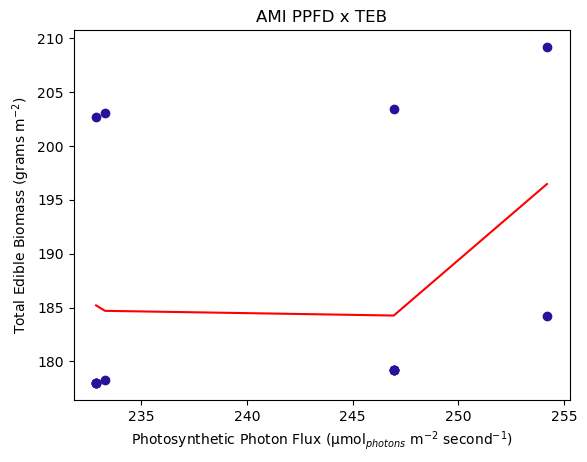 AMI PPFD x TEB
210
205
200
195
190
185
180
Total Edible Biomass (grams m⁻²)
235 240 245 250 255
Photosynthetic Photon Flux (μmolₚₕₒₜₒₙₛ m⁻² second⁻¹)